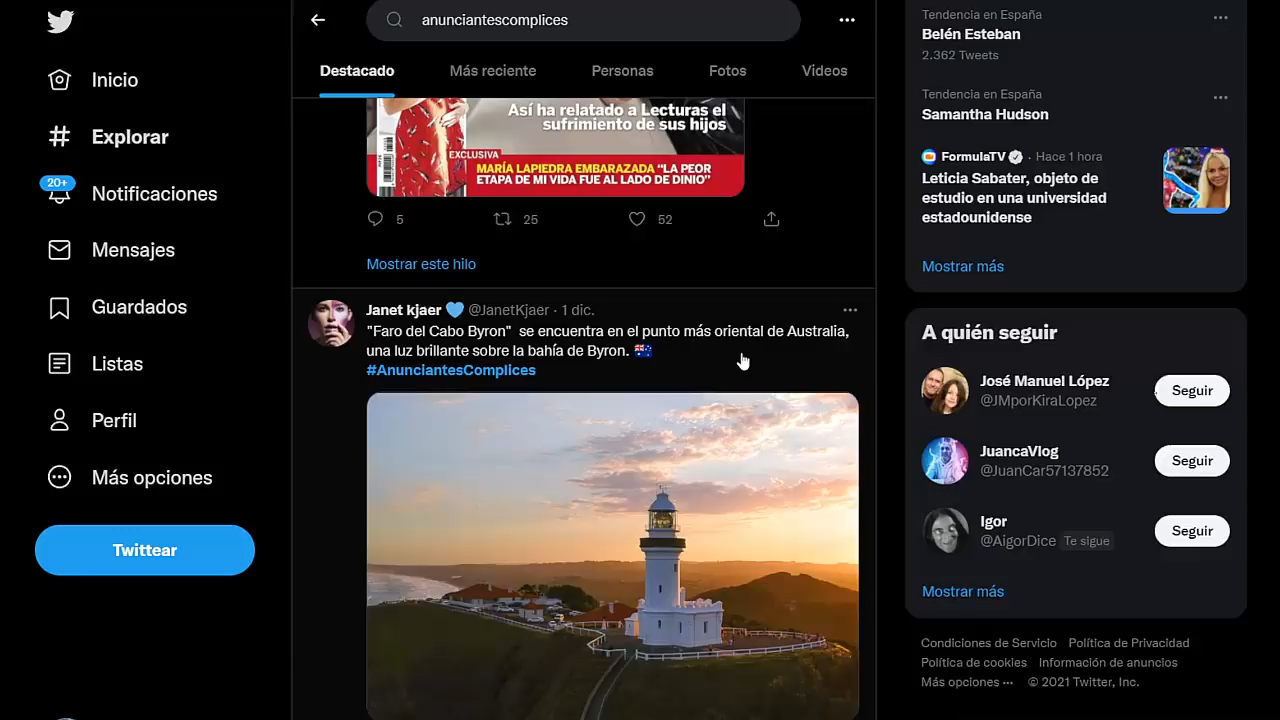 anunciantescomplices
Destacado
Más reciente
Personas
Fotos
Videos
Inicio
Explorar
20+
Notificaciones
Mensajes
Guardados
Listas
Perfil
Más opciones
Twittear
Así ha relatado a Lecturas el
sufrimiento de sus hijos
EXCLUSIVA
MARÍA LAPIEDRA EMBARAZADA “LA PEOR
ETAPA DE MI VIDA FUE AL LADO DE DINIO”
5
25
52
Mostrar este hilo
Janet kjaer 💙 @JanetKjaer · 1 dic.
"Faro del Cabo Byron" se encuentra en el punto más oriental de Australia,
una luz brillante sobre la bahía de Byron. 🇦🇺
#AnunciantesComplices
Tendencia en España
Belén Esteban
2.362 Tweets
Tendencia en España
Samantha Hudson
FormulaTV · Hace 1 hora
Leticia Sabater, objeto de
estudio en una universidad
estadounidense
Mostrar más
A quién seguir
José Manuel López
@JMporKiraLopez
Seguir
JuancaVlog
@JuanCar57137852
Seguir
Igor
@AigorDice Te sigue
Seguir
Mostrar más
Condiciones de Servicio Política de Privacidad
Política de cookies Información de anuncios
Más opciones ··· © 2021 Twitter, Inc.